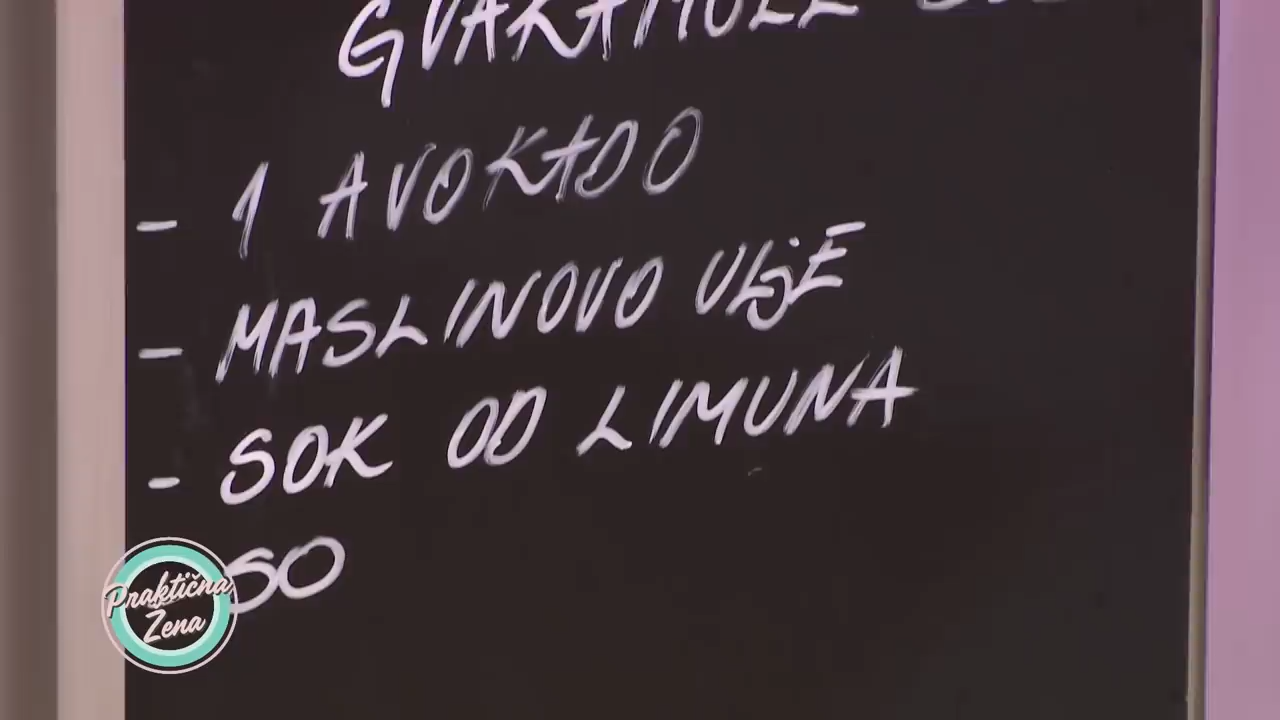 GVAKAMOLE
- 1 AVOKADO
- MASLINOVO ULJE
- SOK OD LIMUNA
SO
Praktična
Žena